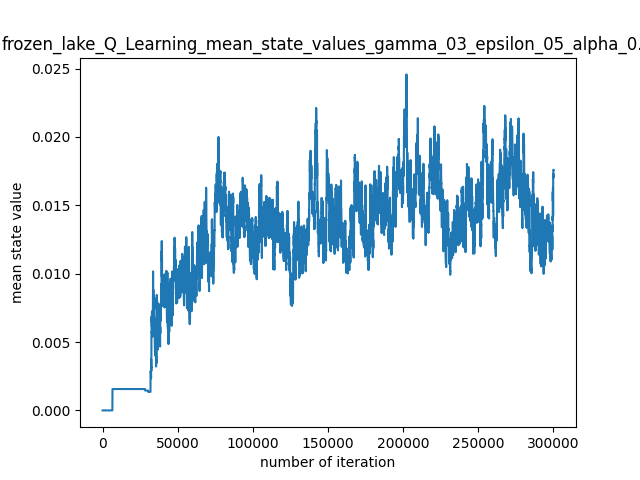 frozen_lake_Q_Learning_mean_state_values_gamma_03_epsilon_05_alpha_0.
0.025
0.020
0.015
0.010
0.005
0.000
mean state value
0 50000 100000 150000 200000 250000 300000
number of iteration